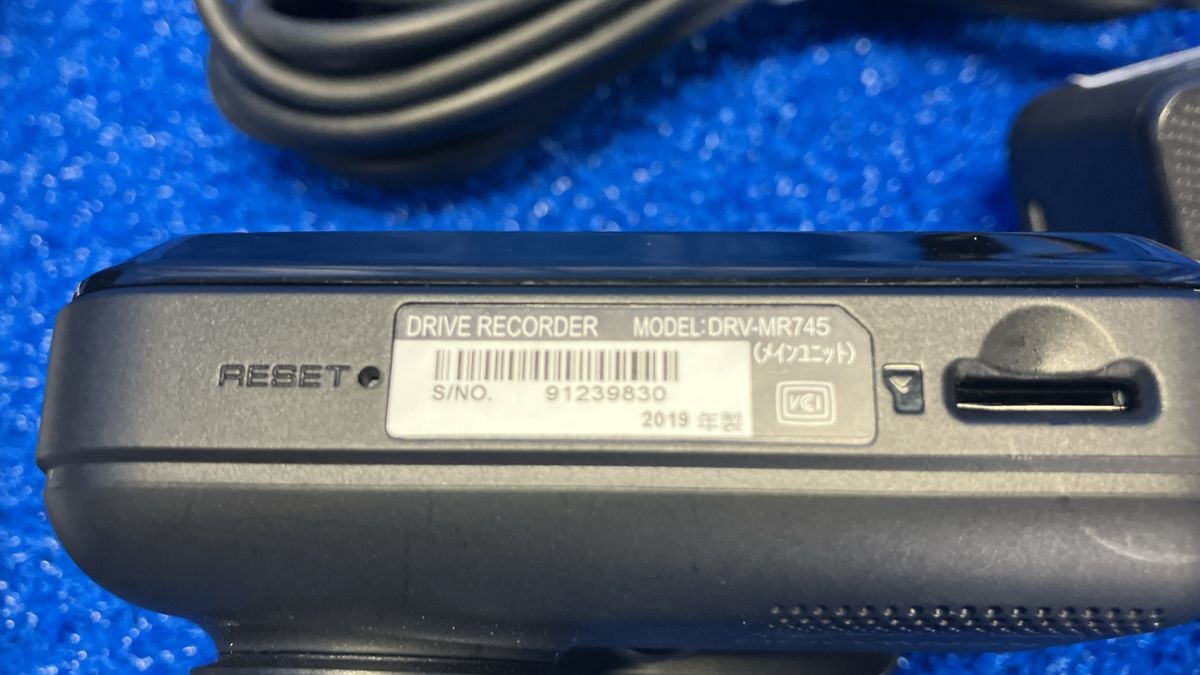 DRIVE RECORDER MODEL:DRV-MR745
(メインユニット)
RESET
S/NO. 91239830
VCI
2019 年製